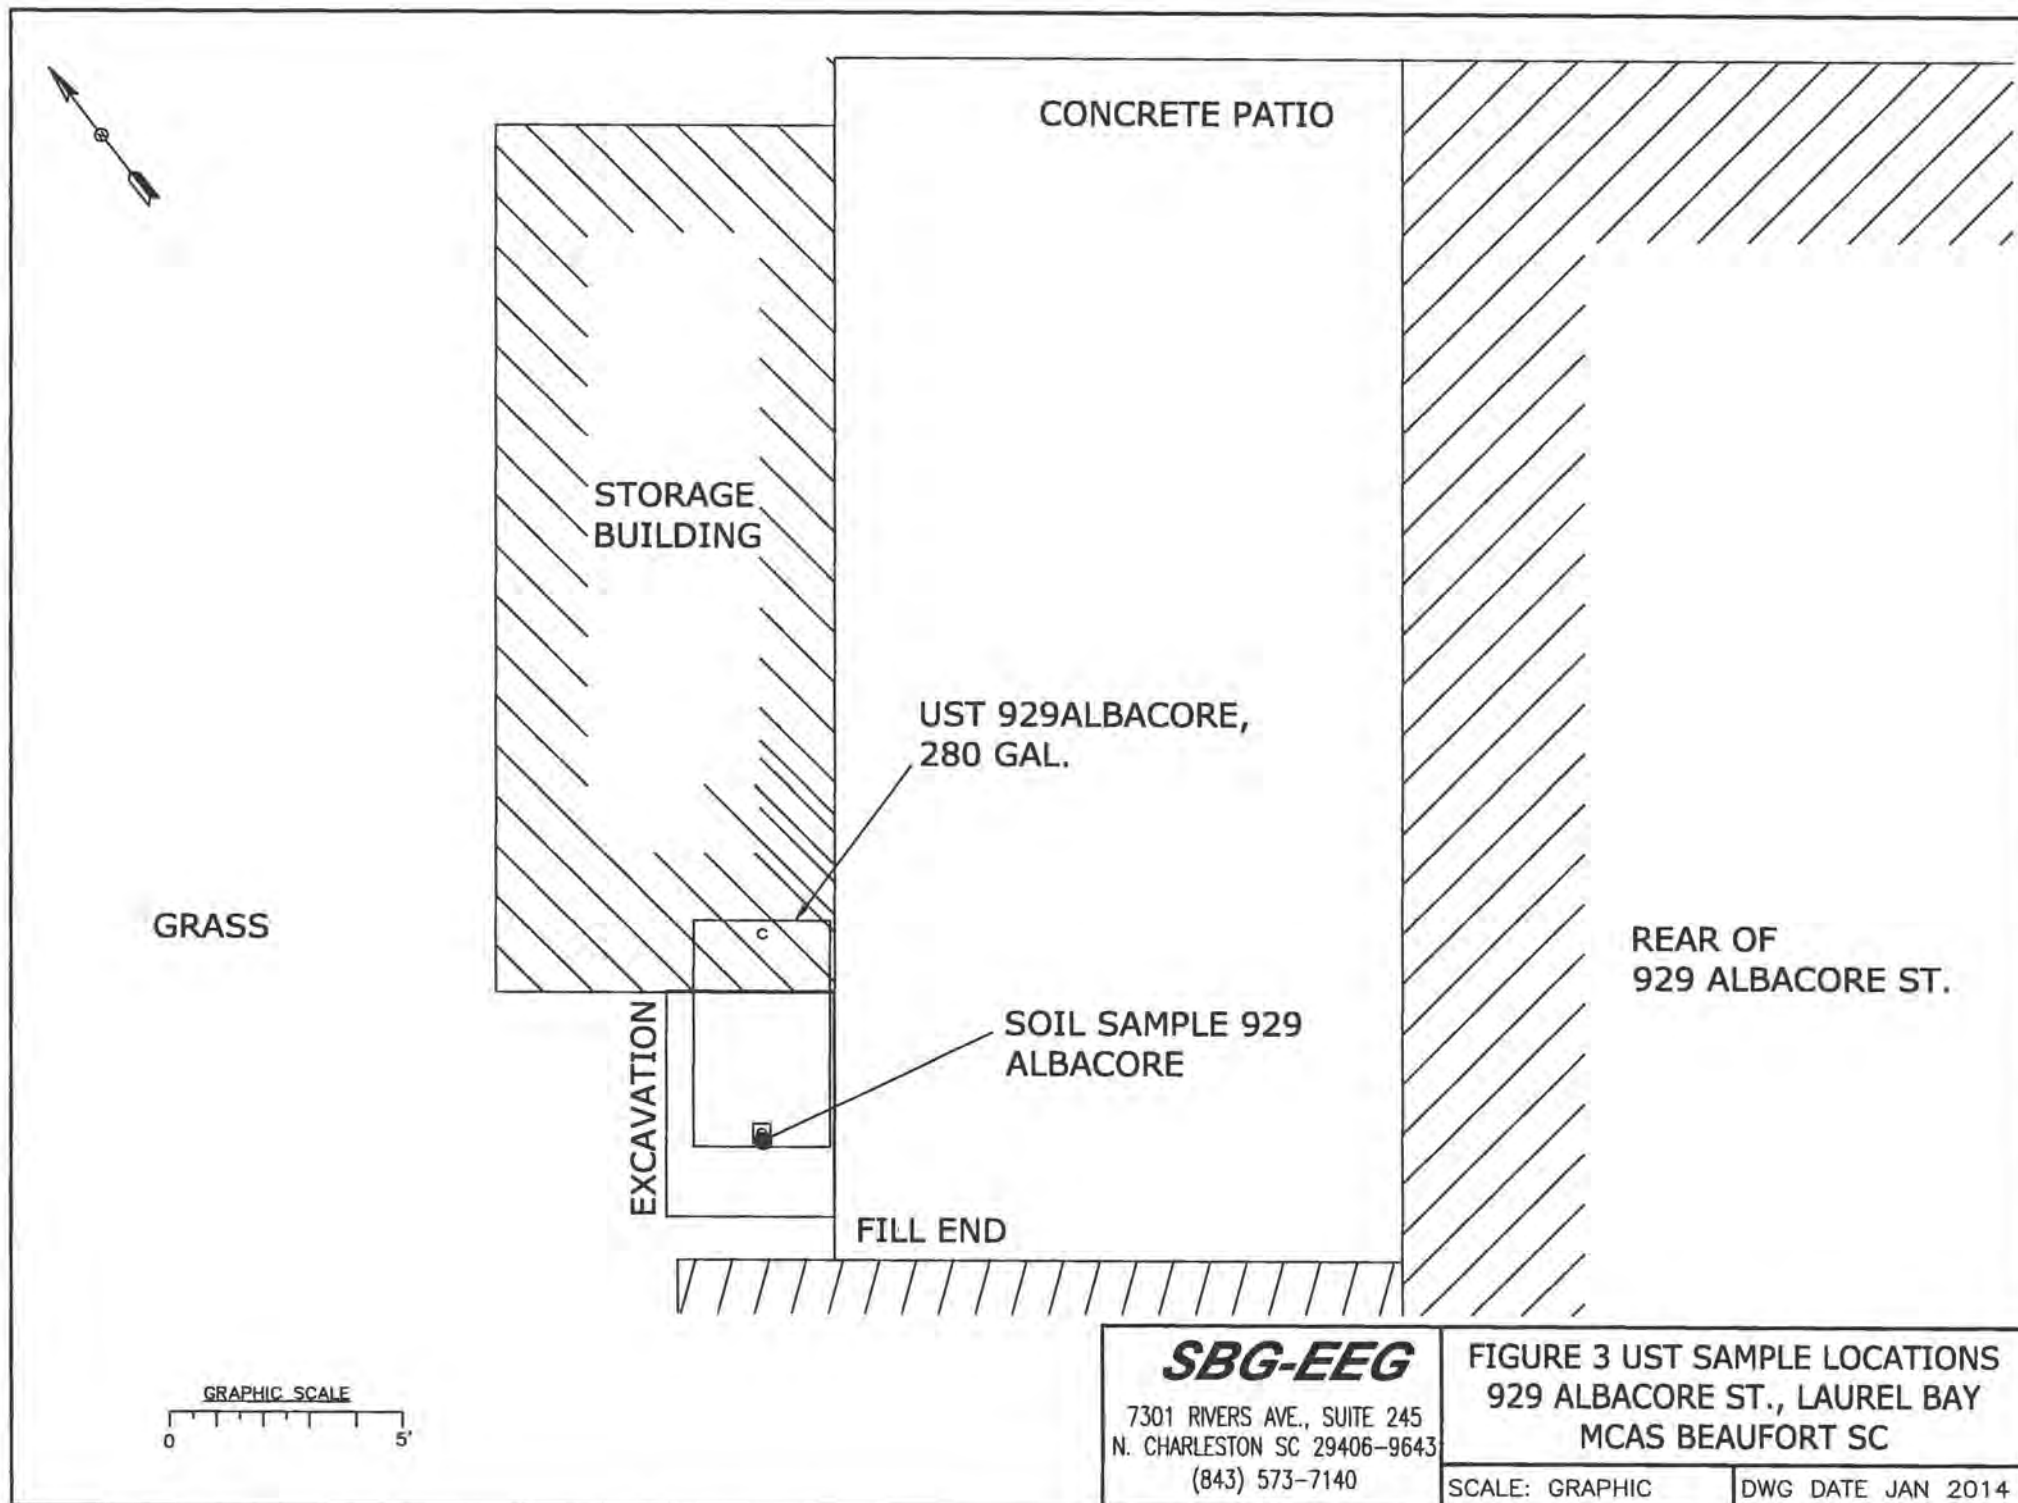 CONCRETE PATIO
STORAGE
BUILDING
UST 929ALBACORE,
280 GAL.
GRASS
C
REAR OF
929 ALBACORE ST.
EXCAVATION
SOIL SAMPLE 929
ALBACORE
FILL END
GRAPHIC SCALE
0 5'
SBG-EEG
7301 RIVERS AVE., SUITE 245
N. CHARLESTON SC 29406-9643
(843) 573-7140
FIGURE 3 UST SAMPLE LOCATIONS
929 ALBACORE ST., LAUREL BAY
MCAS BEAUFORT SC
SCALE: GRAPHIC
DWG DATE JAN 2014